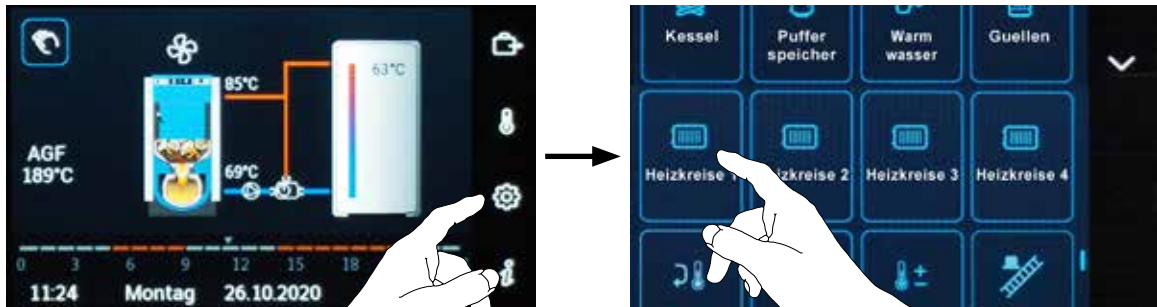 63°C
85°C
AGF
189°C
69°C
0 3 6 9 12 15 18
11:24 Montag 26.10.2020
Kessel
Puffer
speicher
Warm
wasser
Guellen
Heizkreise 1
Heizkreise 2
Heizkreise 3
Heizkreise 4